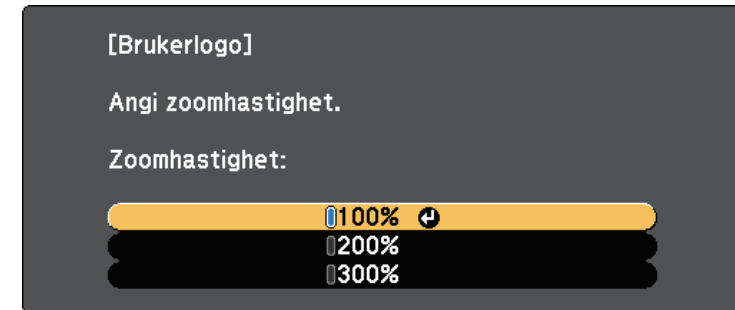 [Brukerlogo]
Angi zoomhastighet.
Zoomhastighet:
100%
200%
300%